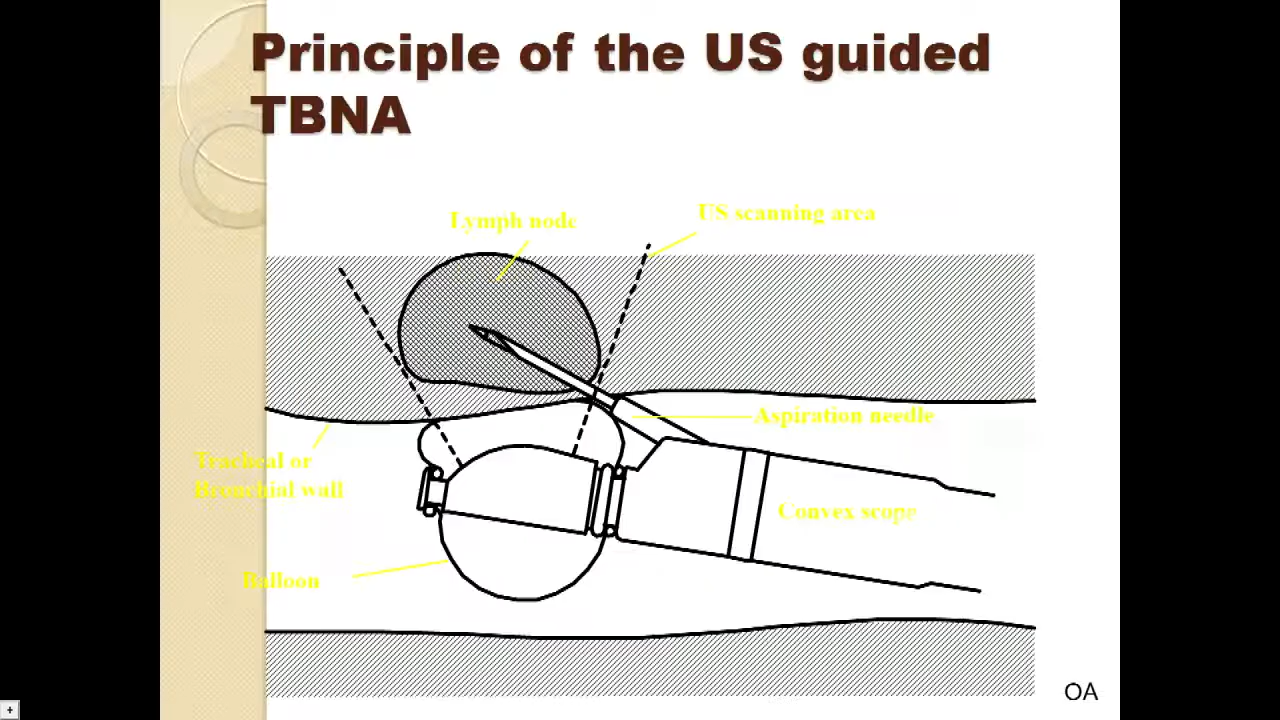 Principle of the US guided
TBNA
Lymph node
US scanning area
Aspiration needle
Tracheal or
Bronchial wall
Convex scope
Balloon
OA
+